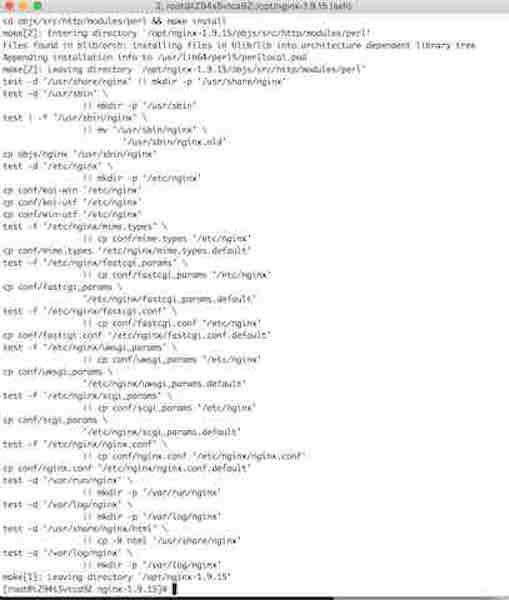 2. root@iZ94s5vtcad9Z:/opt/nginx-1.9.15 (ssh)
cd objs/src/http/modules/perl && make install
make[2]: Entering directory '/opt/nginx-1.9.15/objs/src/http/modules/perl'
Files found in blib/arch: installing files in blib/lib into architecture dependent library tree
Appending installation info to /usr/lib64/perl5/perllocal.pod
make[2]: Leaving directory '/opt/nginx-1.9.15/objs/src/http/modules/perl'
test -d '/usr/share/nginx' || mkdir -p '/usr/share/nginx'
test -d '/usr/sbin' \
|| mkdir -p '/usr/sbin'
test ! -f '/usr/sbin/nginx' \
|| mv '/usr/sbin/nginx' \
'/usr/sbin/nginx.old'
cp objs/nginx '/usr/sbin/nginx'
test -d '/etc/nginx' \
|| mkdir -p '/etc/nginx'
cp conf/koi-win '/etc/nginx'
cp conf/koi-utf '/etc/nginx'
cp conf/win-utf '/etc/nginx'
test -f '/etc/nginx/mime.types' \
|| cp conf/mime.types '/etc/nginx'
cp conf/mime.types '/etc/nginx/mime.types.default'
test -f '/etc/nginx/fastcgi_params' \
|| cp conf/fastcgi_params '/etc/nginx'
cp conf/fastcgi_params \
'/etc/nginx/fastcgi_params.default'
test -f '/etc/nginx/fastcgi.conf' \
|| cp conf/fastcgi.conf '/etc/nginx'
cp conf/fastcgi.conf '/etc/nginx/fastcgi.conf.default'
test -f '/etc/nginx/uwsgi_params' \
|| cp conf/uwsgi_params '/etc/nginx'
cp conf/uwsgi_params \
'/etc/nginx/uwsgi_params.default'
test -f '/etc/nginx/scgi_params' \
|| cp conf/scgi_params '/etc/nginx'
cp conf/scgi_params \
'/etc/nginx/scgi_params.default'
test -f '/etc/nginx/nginx.conf' \
|| cp conf/nginx.conf '/etc/nginx/nginx.conf'
cp conf/nginx.conf '/etc/nginx/nginx.conf.default'
test -d '/var/run/nginx' \
|| mkdir -p '/var/run/nginx'
test -d '/var/log/nginx' \
|| mkdir -p '/var/log/nginx'
test -d '/usr/share/nginx/html' \
|| cp -R html '/usr/share/nginx'
test -d '/var/log/nginx' \
|| mkdir -p '/var/log/nginx'
make[1]: Leaving directory '/opt/nginx-1.9.15'
nginx-1.9.15]#